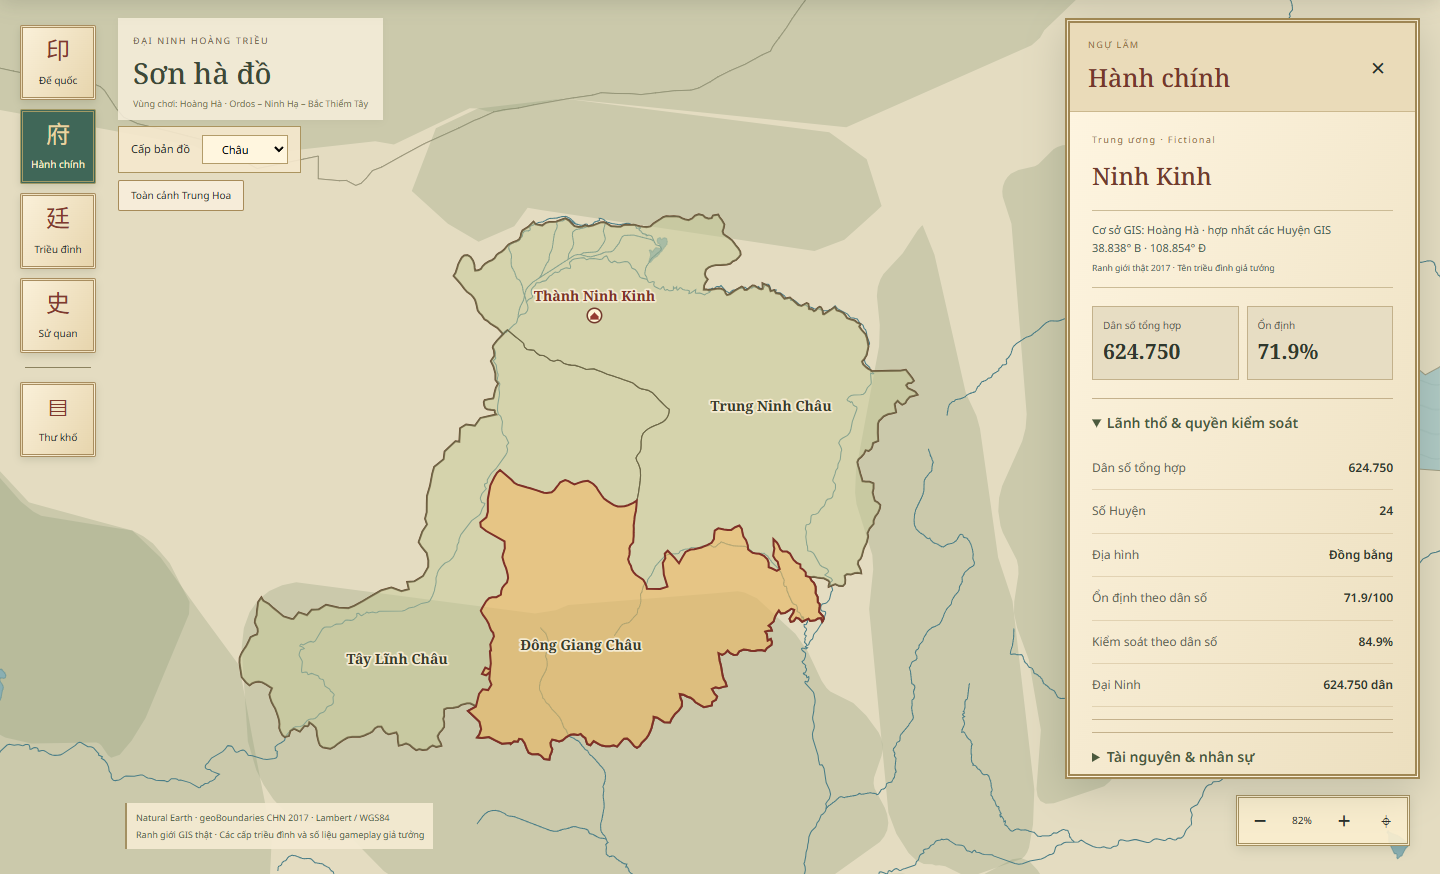 印
Đế quốc
府
Hành chính
廷
Triều đình
史
Sử quan
▤
Thư khố
ĐẠI NINH HOÀNG TRIỀU
Sơn hà đồ
Vùng chơi: Hoàng Hà · Ordos – Ninh Hạ – Bắc Thiểm Tây
Cấp bản đồ
Châu
Toàn cảnh Trung Hoa
Thành Ninh Kinh
Trung Ninh Châu
Đông Giang Châu
Tây Lĩnh Châu
Natural Earth · geoBoundaries CHN 2017 · Lambert / WGS84
Ranh giới GIS thật · Các cấp triều đình và số liệu gameplay giả tưởng
NGỰ LÃM
Hành chính
✕
Trung ương · Fictional
Ninh Kinh
Cơ sở GIS: Hoàng Hà · hợp nhất các Huyện GIS
38.838° B · 108.854° Đ
Ranh giới thật 2017 · Tên triều đình giả tưởng
Dân số tổng hợp
624.750
Ổn định
71.9%
▼ Lãnh thổ & quyền kiểm soát
Dân số tổng hợp 624.750
Số Huyện 24
Địa hình Đồng bằng
Ổn định theo dân số 71.9/100
Kiểm soát theo dân số 84.9%
Đại Ninh 624.750 dân
▶ Tài nguyên & nhân sự
− 82% + ⌖